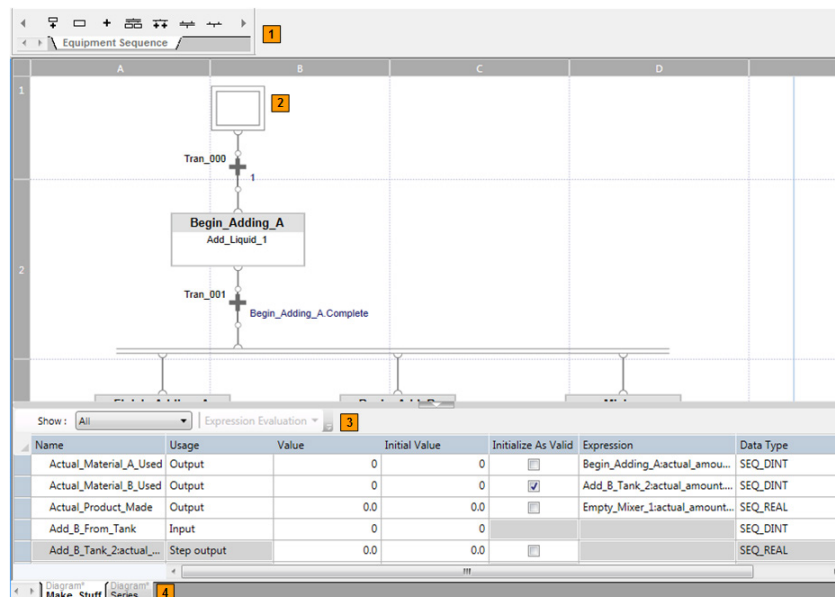 Equipment Sequence
1
A B C D
1
2
Tran_000
1
Begin_Adding_A
Add_Liquid_1
2
Tran_001
Begin_Adding_A.Complete
Show : All Expression Evaluation 3
Name Usage Value Initial Value Initialize As Valid Expression Data Type
Actual_Material_A_Used Output 0 0 Begin_Adding_A:actual_amou... SEQ_DINT
Actual_Material_B_Used Output 0 0 Add_B_Tank_2:actual_amount.... SEQ_DINT
Actual_Product_Made Output 0.0 0.0 Empty_Mixer_1:actual_amount.... SEQ_REAL
Add_B_From_Tank Input 0 0 SEQ_DINT
Add_B_Tank_2:actual_... Step output 0.0 0.0 SEQ_REAL
Diagram* Diagram*
Make_Stuff Series 4